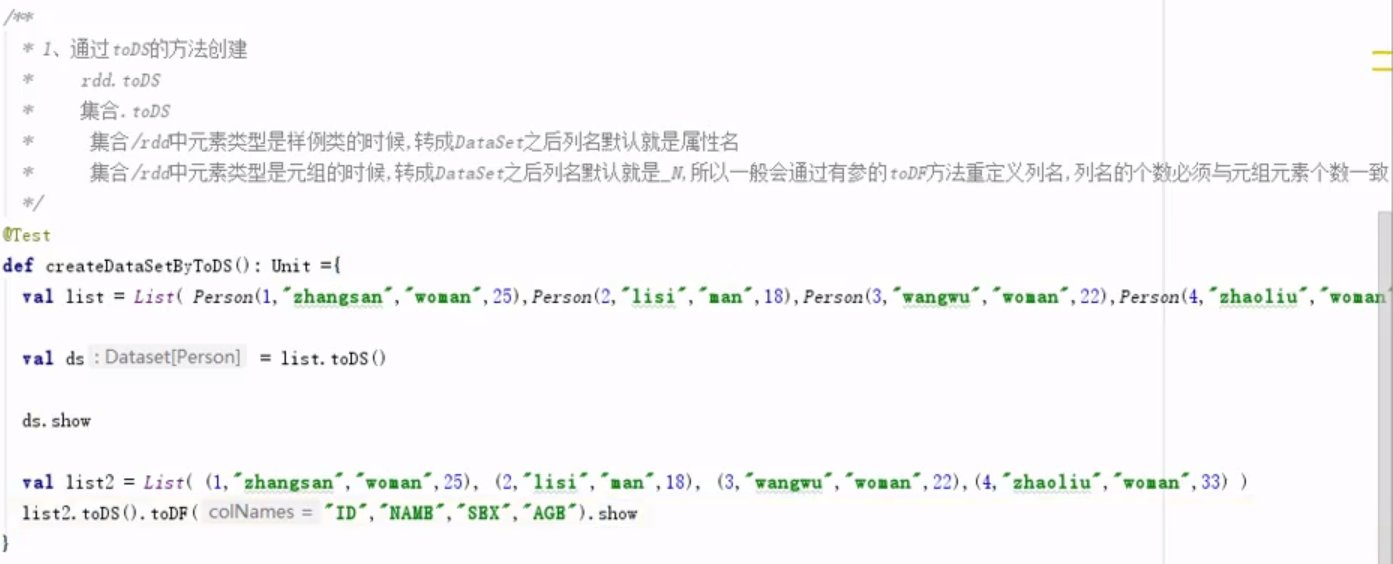 /**
* 1、通过toDS的方法创建
* rdd.toDS
* 集合.toDS
* 集合/rdd中元素类型是样例类的时候,转成DataSet之后列名默认就是属性名
* 集合/rdd中元素类型是元组的时候,转成DataSet之后列名默认就是_N,所以一般会通过有参的toDF方法重定义列名,列名的个数必须与元组元素个数一致
*/
@Test
def createDataSetByToDS(): Unit ={
val list = List( Person(1,"zhangsan","woman",25),Person(2,"lisi","man",18),Person(3,"wangwu","woman",22),Person(4,"zhaoliu","woman"
val ds : Dataset[Person] = list.toDS()
ds.show
val list2 = List( (1,"zhangsan","woman",25), (2,"lisi","man",18), (3,"wangwu","woman",22),(4,"zhaoliu","woman",33) )
list2.toDS().toDF( colNames = "ID","NAME","SEX","AGE").show
}